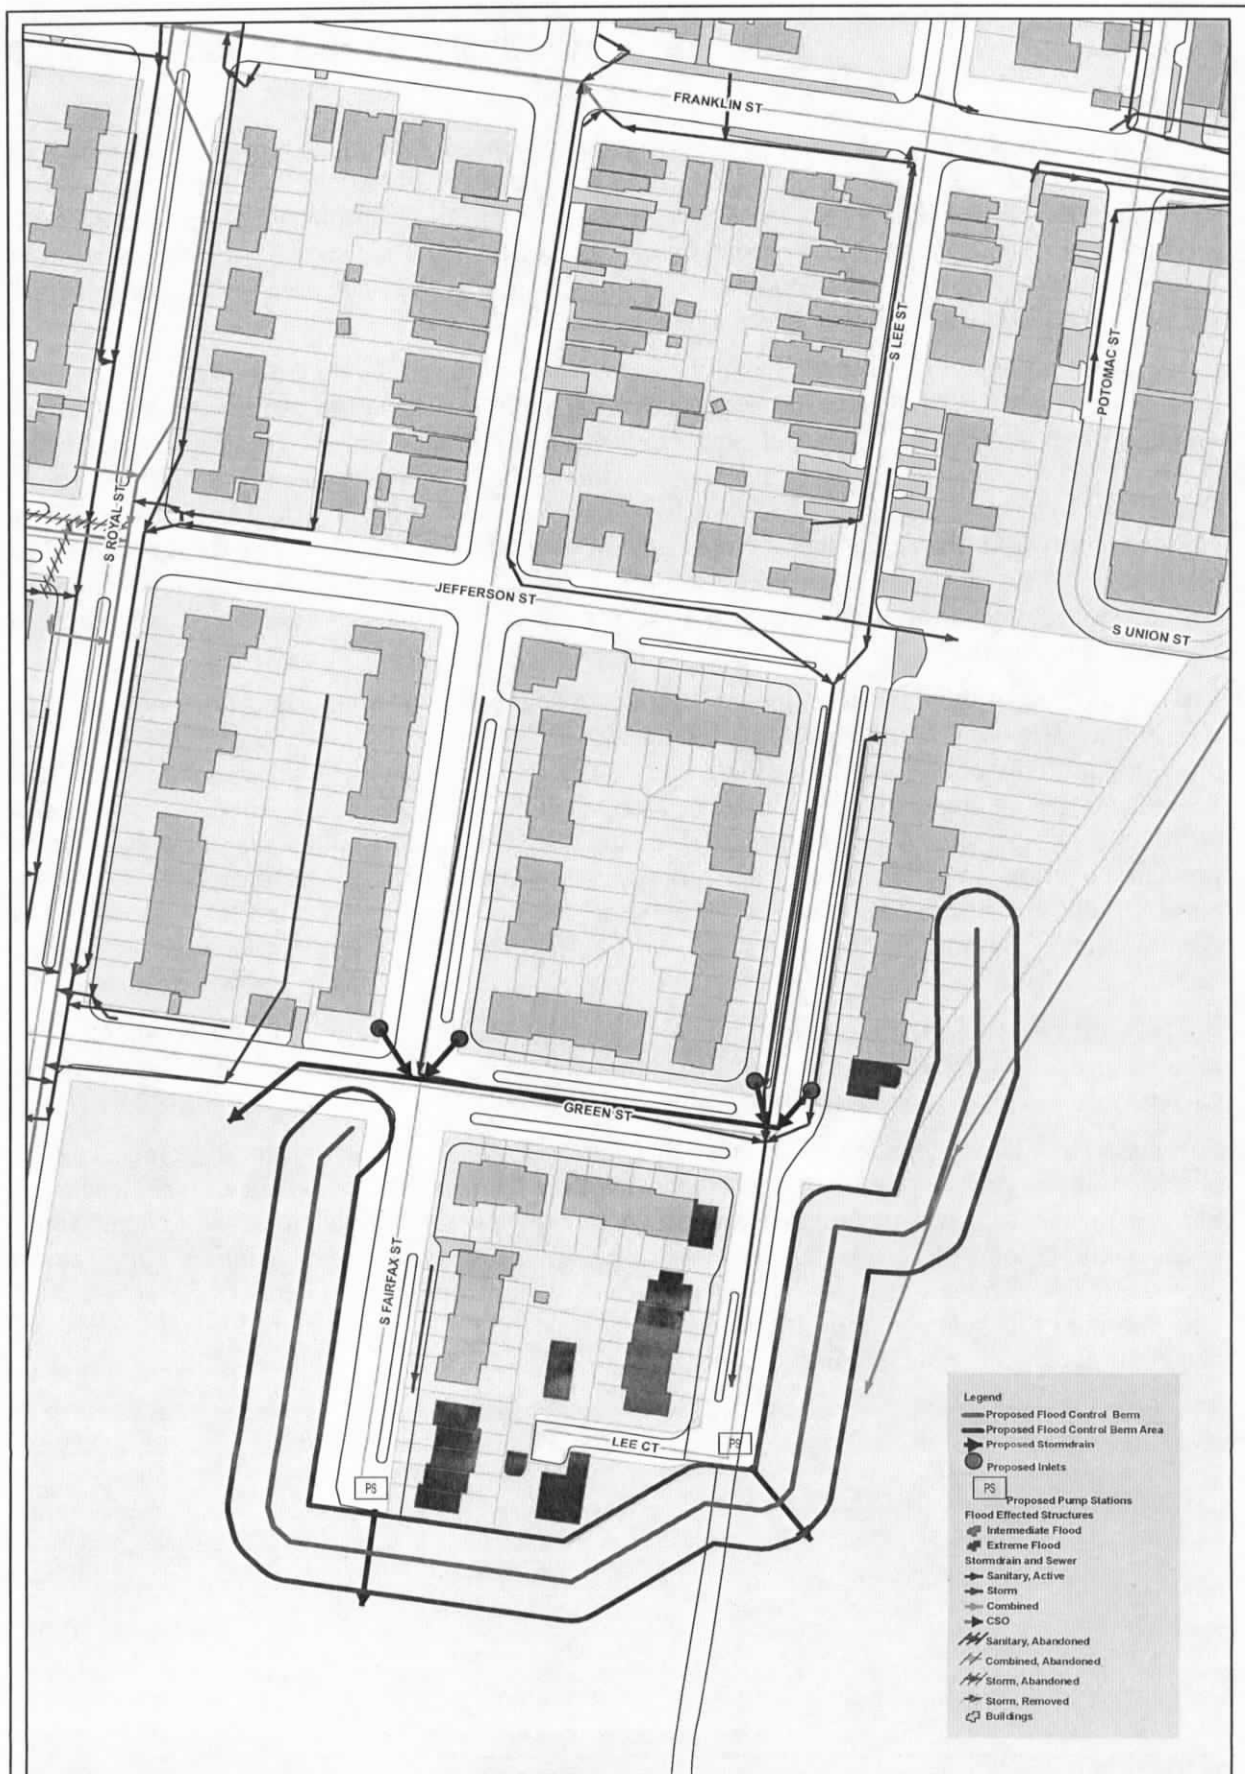 FRANKLIN ST
S LEE ST
POTOMAC ST
S ROYAL ST
JEFFERSON ST
S UNION ST
GREEN ST
S FAIRFAX ST
LEE CT
PS
PS
Legend
Proposed Flood Control Berm
Proposed Flood Control Berm Area
Proposed Stormdrain
Proposed Inlets
PS
Proposed Pump Stations
Flood Effected Structures
Intermediate Flood
Extreme Flood
Stormdrain and Sewer
Sanitary, Active
Storm
Combined
CSO
Sanitary, Abandoned
Combined, Abandoned
Storm, Abandoned
Storm, Removed
Buildings